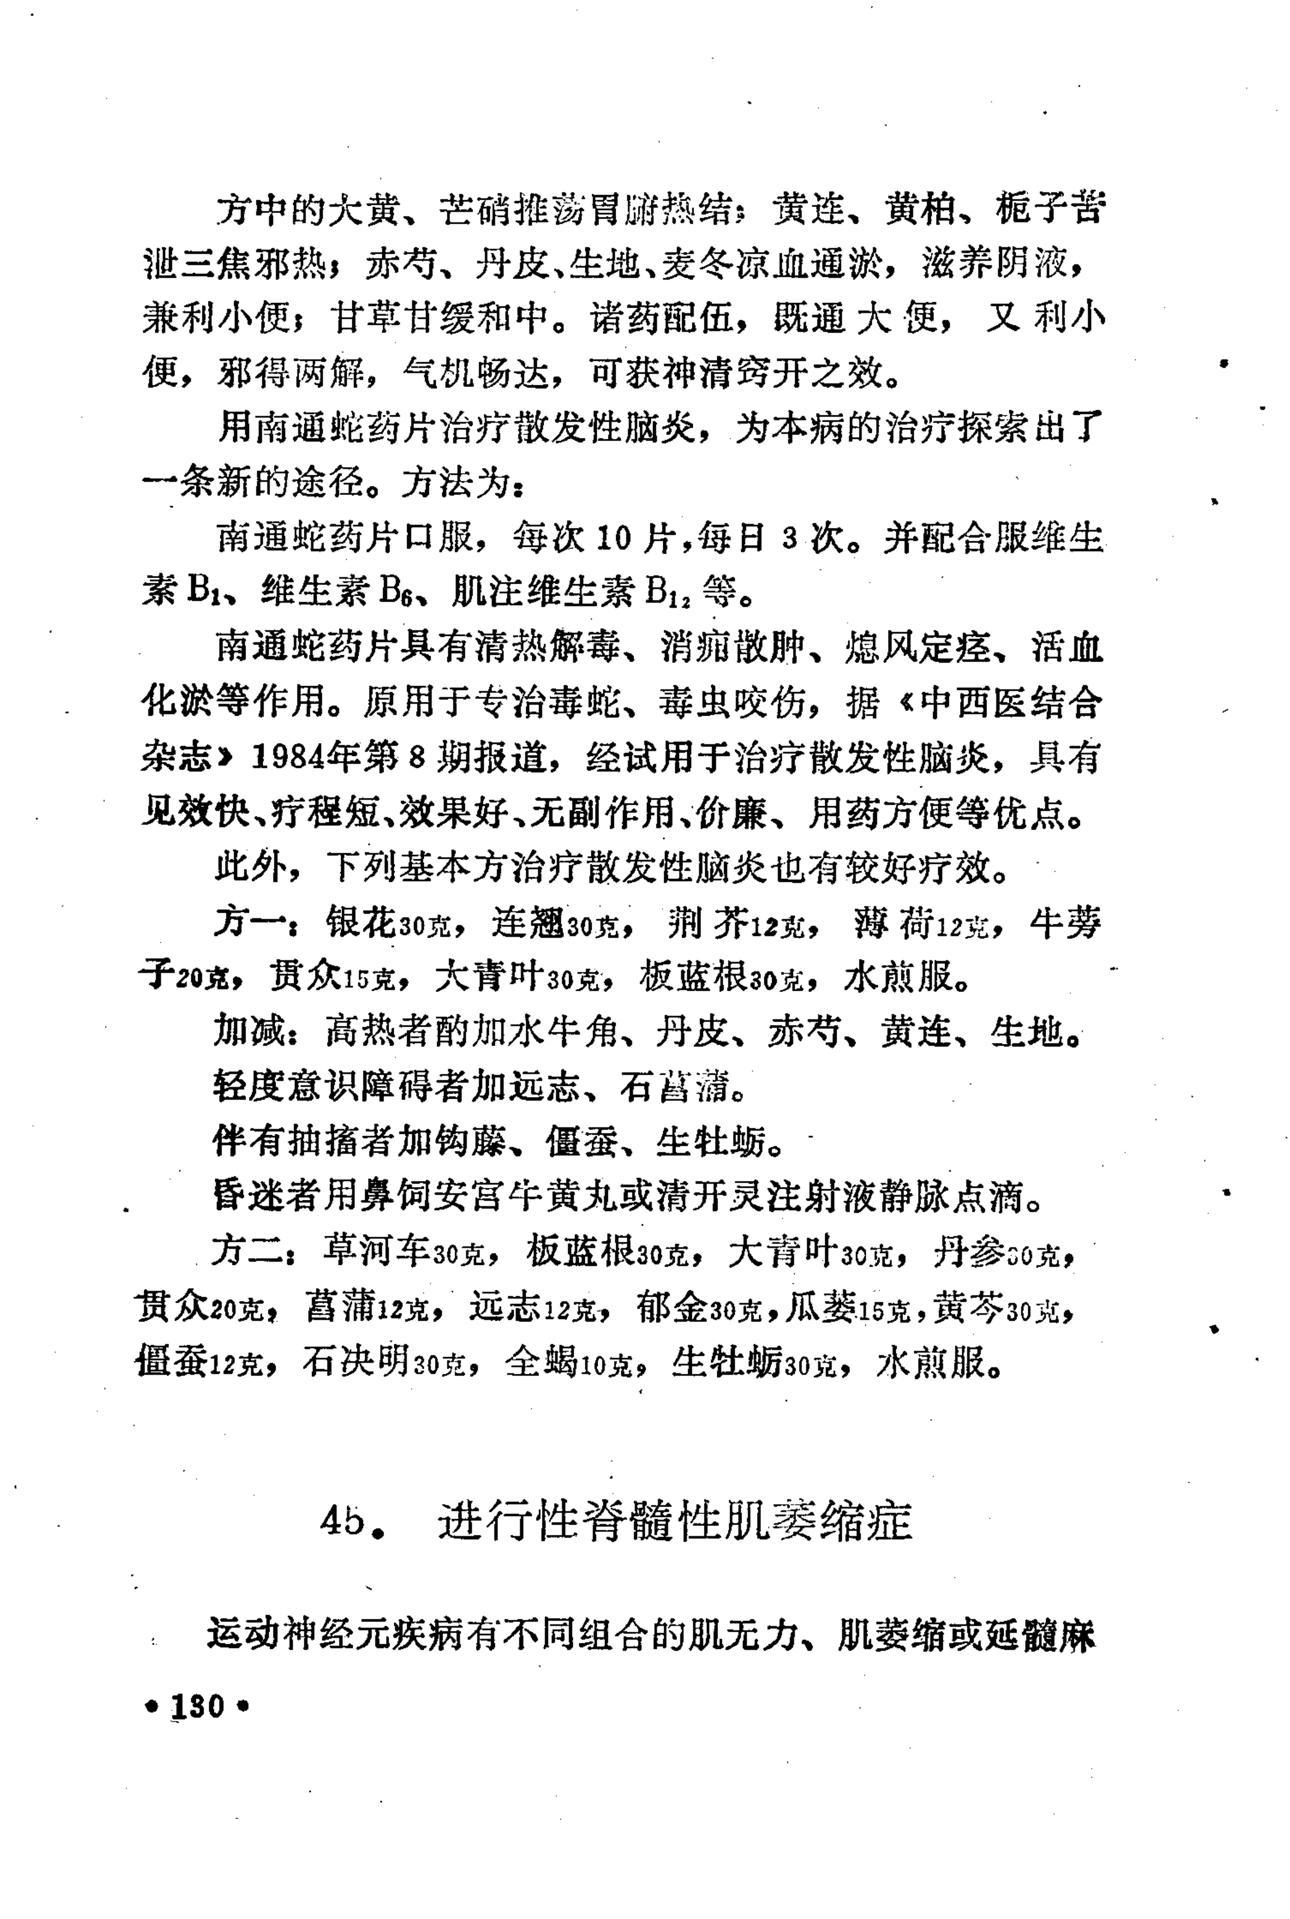 方中的大黄、芒硝推荡胃腑热结；黄连、黄柏、栀子苦
泄三焦邪热；赤芍、丹皮、生地、麦冬凉血通淤，滋养阴液，
兼利小便；甘草甘缓和中。诸药配伍，既通大便，又利小
便，邪得两解，气机畅达，可获神清窍开之效。
用南通蛇药片治疗散发性脑炎，为本病的治疗探索出了
一条新的途径。方法为：
南通蛇药片口服，每次10片，每日3次。并配合服维生
素B₁、维生素B₆、肌注维生素B₁₂等。
南通蛇药片具有清热解毒、消痈散肿、熄风定痉、活血
化淤等作用。原用于专治毒蛇、毒虫咬伤，据《中西医结合
杂志》1984年第8期报道，经试用于治疗散发性脑炎，具有
见效快、疗程短、效果好、无副作用、价廉、用药方便等优点。
此外，下列基本方治疗散发性脑炎也有较好疗效。
方一：银花30克，连翘30克，荆芥12克，薄荷12克，牛蒡
子20克，贯众15克，大青叶30克，板蓝根30克，水煎服。
加减：高热者酌加水牛角、丹皮、赤芍、黄连、生地。
轻度意识障碍者加远志、石菖蒲。
伴有抽搐者加钩藤、僵蚕、生牡蛎。
昏迷者用鼻饲安宫牛黄丸或清开灵注射液静脉点滴。
方二：草河车30克，板蓝根30克，大青叶30克，丹参30克，
贯众20克，菖蒲12克，远志12克，郁金30克，瓜蒌15克，黄芩30克，
僵蚕12克，石决明30克，全蝎10克，生牡蛎30克，水煎服。
45．进行性脊髓性肌萎缩症
运动神经元疾病有不同组合的肌无力、肌萎缩或延髓麻
•130•